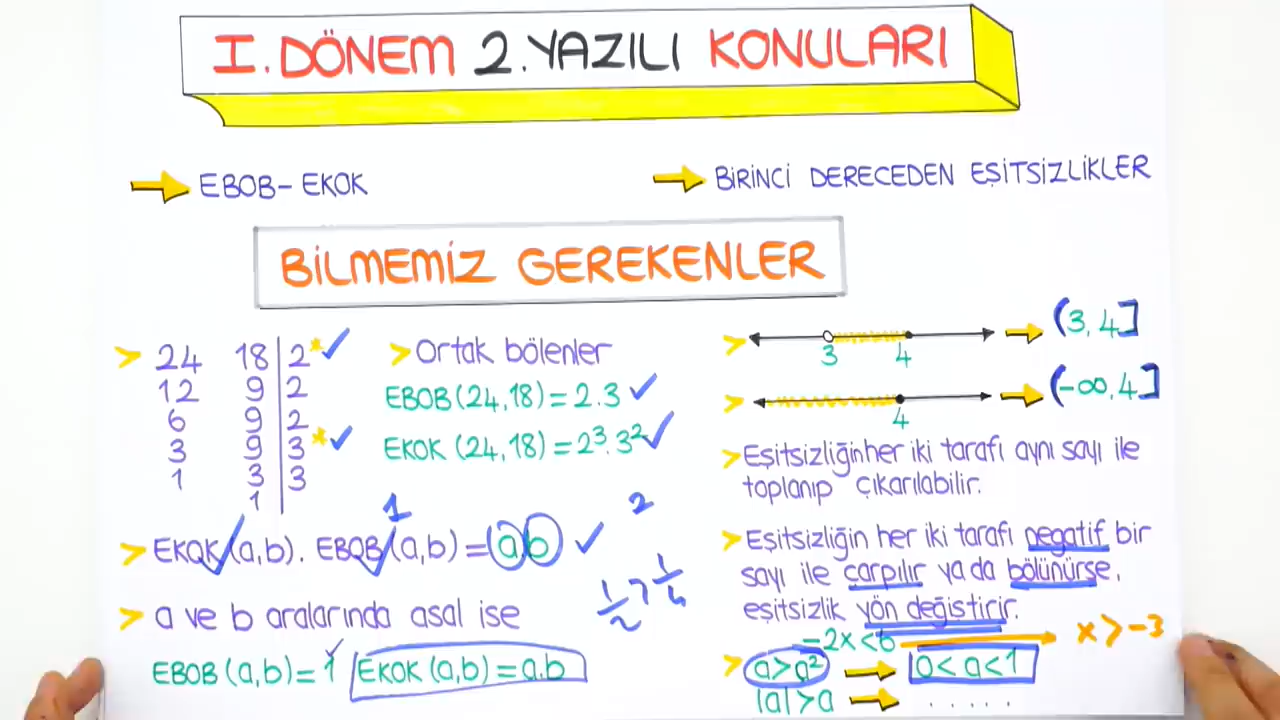 I. DÖNEM 2. YAZILI KONULARI
EBOB - EKOK
BİRİNCİ DERECEDEN EŞİTSİZLİKLER
BİLMEMİZ GEREKENLER
24 18 | 2
12 9 | 2
6 9 | 2
3 9 | 3
1 3 | 3
1
Ortak bölenler
EBOB (24,18) = 2.3
EKOK (24,18) = 2³.3²
1
2
EKOK (a,b). EBOB (a,b) = a.b
1/2 > 1/4
a ve b aralarında asal ise
EBOB (a,b) = 1 EKOK (a,b) = a.b
3 4 (3,4]
4 (-∞,4]
Eşitsizliğin her iki tarafı aynı sayı ile
toplanıp çıkarılabilir.
Eşitsizliğin her iki tarafı negatif bir
sayı ile çarpılır ya da bölünürse,
eşitsizlik yön değiştirir.
-2x < 6 x > -3
a > a² 0 < a < 1
|a| > a .....